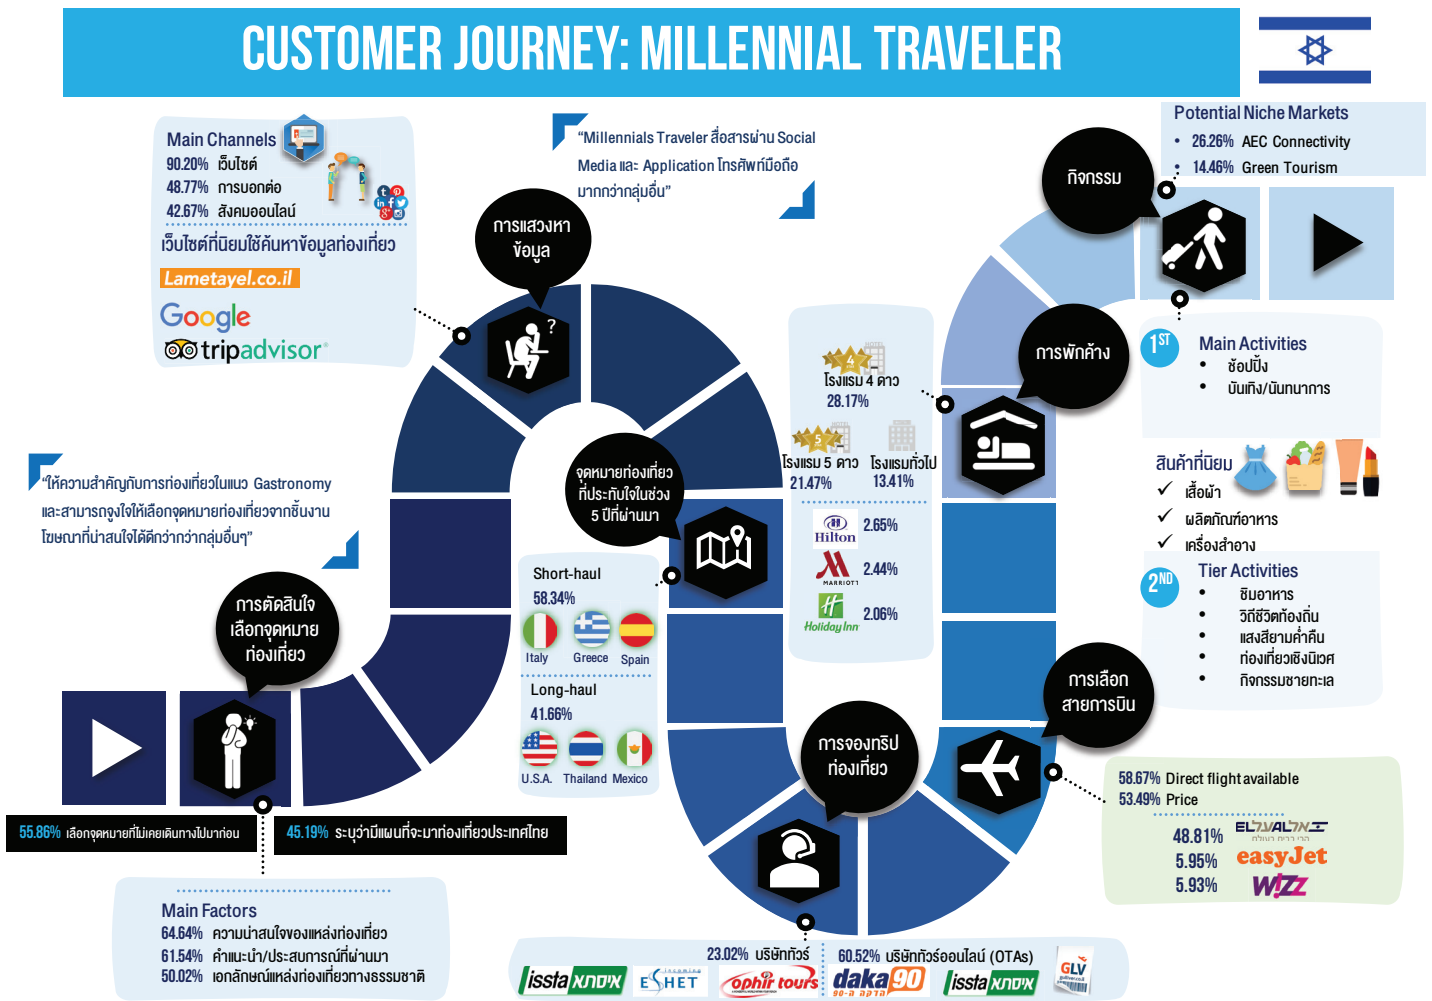 CUSTOMER JOURNEY: MILLENNIAL TRAVELER
Main Channels
90.20% เว็บไซต์
48.77% การบอกต่อ
42.67% สังคมออนไลน์
เว็บไซต์ที่นิยมใช้ค้นหาข้อมูลท่องเที่ยว
Lametayel.co.il
Google
tripadvisor
“Millennials Traveler สื่อสารผ่าน Social
Media และ Application โทรศัพท์มือถือ
มากกว่ากลุ่มอื่น”
การแสวงหา
ข้อมูล
?
“ให้ความสำคัญกับการท่องเที่ยวในแนว Gastronomy
และสามารถจูงใจให้เลือกจุดหมายท่องเที่ยวจากชิ้นงาน
โฆษณาที่น่าสนใจได้ดีกว่ากว่ากลุ่มอื่นๆ”
การตัดสินใจ
เลือกจุดหมาย
ท่องเที่ยว
55.86% เลือกจุดหมายที่ไม่เคยเดินทางไปมาก่อน
45.19% ระบุว่ามีแผนที่จะมาท่องเที่ยวประเทศไทย
Main Factors
64.64% ความน่าสนใจของแหล่งท่องเที่ยว
61.54% คำแนะนำ/ประสบการณ์ที่ผ่านมา
50.02% เอกลักษณ์แหล่งท่องเที่ยวทางธรรมชาติ
จุดหมายท่องเที่ยว
ที่ประทับใจในช่วง
5 ปีที่ผ่านมา
Short-haul
58.34%
Italy Greece Spain
Long-haul
41.66%
U.S.A. Thailand Mexico
การจองทริป
ท่องเที่ยว
23.02% บริษัททัวร์
issta איסתא
ESHET
incoming
ophir tours
60.52% บริษัททัวร์ออนไลน์ (OTAs)
daka 90
הדקה ה-90
issta איסתא
GLV
การเลือก
สายการบิน
58.67% Direct flight available
53.49% Price
48.81% ELAL אל על
5.95% easyJet
5.93% WIZZ
การพักค้าง
4
โรงแรม 4 ดาว
28.17%
5
โรงแรม 5 ดาว
21.47%
โรงแรมทั่วไป
13.41%
Hilton 2.65%
MARRIOTT 2.44%
H Holiday Inn 2.06%
กิจกรรม
Potential Niche Markets
• 26.26% AEC Connectivity
• 14.46% Green Tourism
1ST Main Activities
• ช้อปปิ้ง
• บันเทิง/นันทนาการ
สินค้าที่นิยม
✓ เสื้อผ้า
✓ ผลิตภัณฑ์อาหาร
✓ เครื่องสำอาง
2ND Tier Activities
• ชิมอาหาร
• วิถีชีวิตท้องถิ่น
• แสงสียามค่ำคืน
• ท่องเที่ยวเชิงนิเวศ
• กิจกรรมชายทะเล